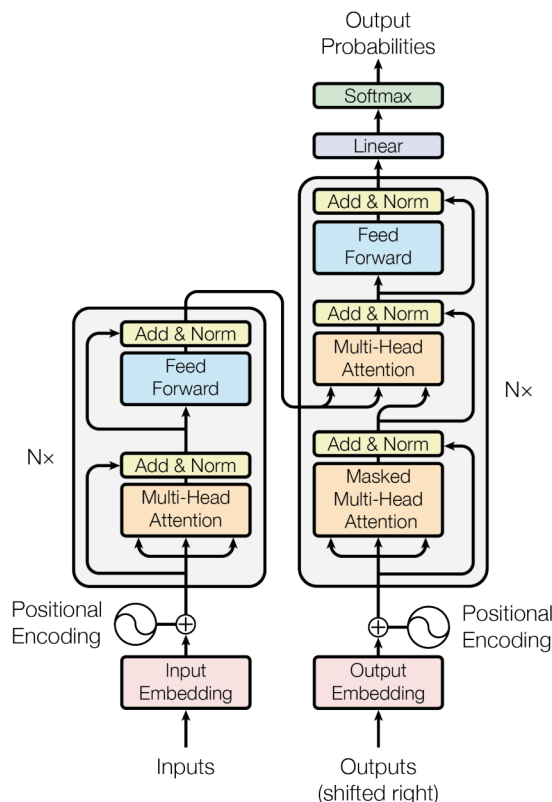 Output
Probabilities
Softmax
Linear
Add & Norm
Feed
Forward
Add & Norm
Multi-Head
Attention
Add & Norm
Masked
Multi-Head
Attention
N×
Add & Norm
Feed
Forward
Add & Norm
Multi-Head
Attention
N×
Positional
Encoding
Positional
Encoding
Input
Embedding
Output
Embedding
Inputs
Outputs
(shifted right)